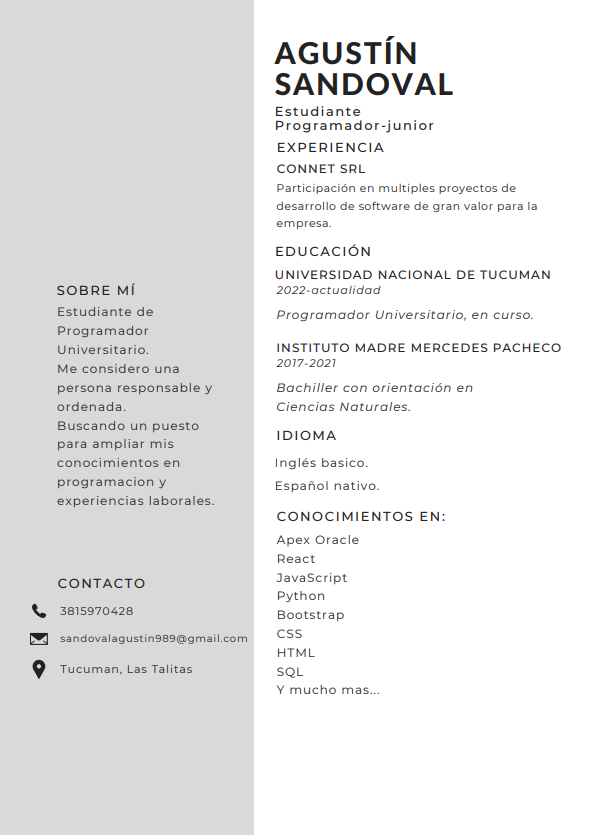 AGUSTÍN
SANDOVAL
Estudiante
Programador-junior
EXPERIENCIA
CONNET SRL
Participación en multiples proyectos de
desarrollo de software de gran valor para la
empresa.
EDUCACIÓN
UNIVERSIDAD NACIONAL DE TUCUMAN
2022-actualidad
Programador Universitario, en curso.
INSTITUTO MADRE MERCEDES PACHECO
2017-2021
Bachiller con orientación en
Ciencias Naturales.
IDIOMA
Inglés basico.
Español nativo.
CONOCIMIENTOS EN:
Apex Oracle
React
JavaScript
Python
Bootstrap
CSS
HTML
SQL
Y mucho mas...
SOBRE MÍ
Estudiante de
Programador
Universitario.
Me considero una
persona responsable y
ordenada.
Buscando un puesto
para ampliar mis
conocimientos en
programacion y
experiencias laborales.
CONTACTO
3815970428
sandovalagustin989@gmail.com
Tucuman, Las Talitas